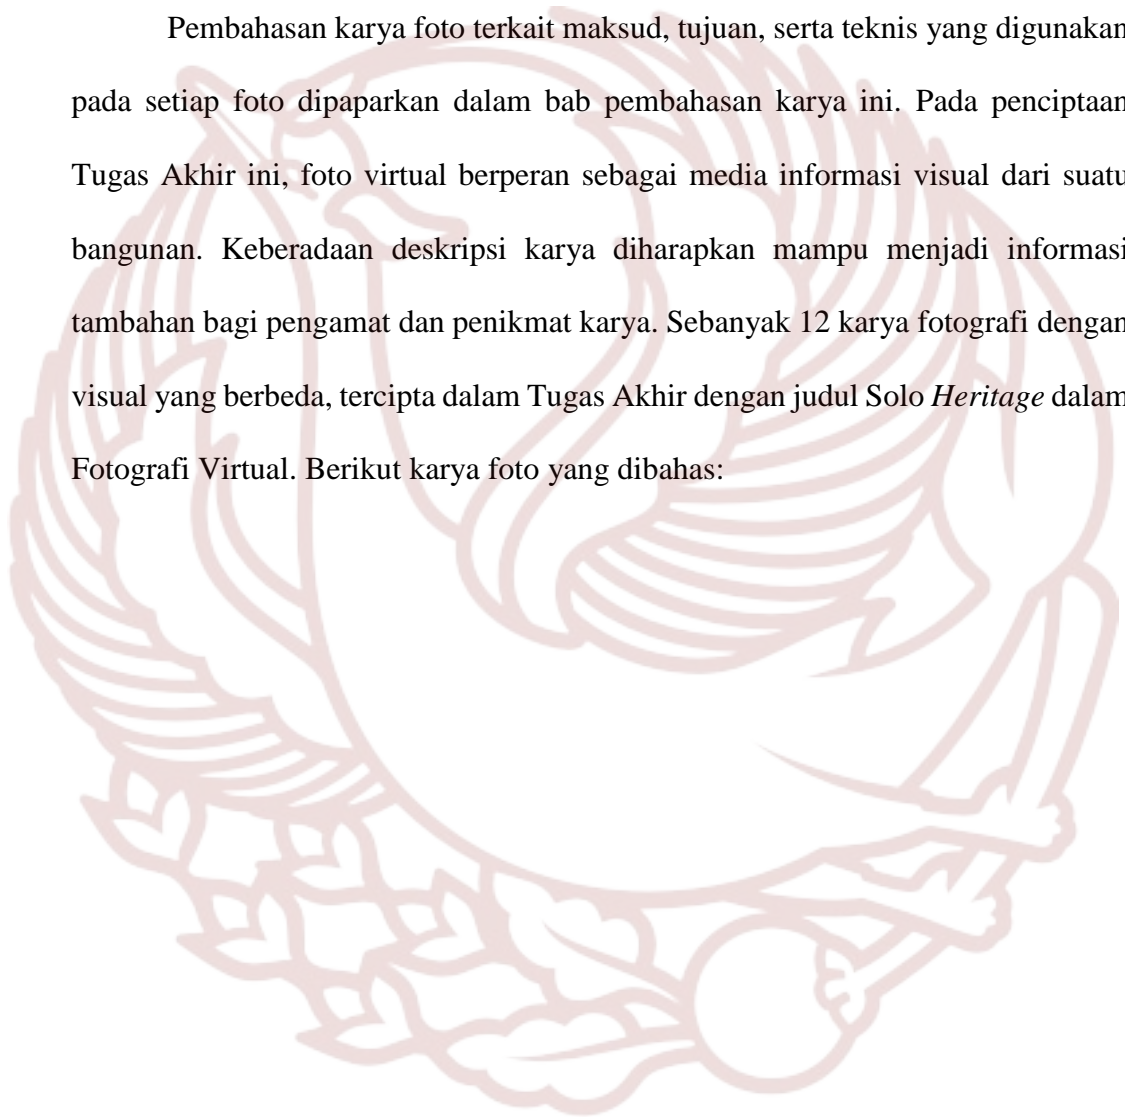 Pembahasan karya foto terkait maksud, tujuan, serta teknis yang digunakan
pada setiap foto dipaparkan dalam bab pembahasan karya ini. Pada penciptaan
Tugas Akhir ini, foto virtual berperan sebagai media informasi visual dari suatu
bangunan. Keberadaan deskripsi karya diharapkan mampu menjadi informasi
tambahan bagi pengamat dan penikmat karya. Sebanyak 12 karya fotografi dengan
visual yang berbeda, tercipta dalam Tugas Akhir dengan judul Solo Heritage dalam
Fotografi Virtual. Berikut karya foto yang dibahas: